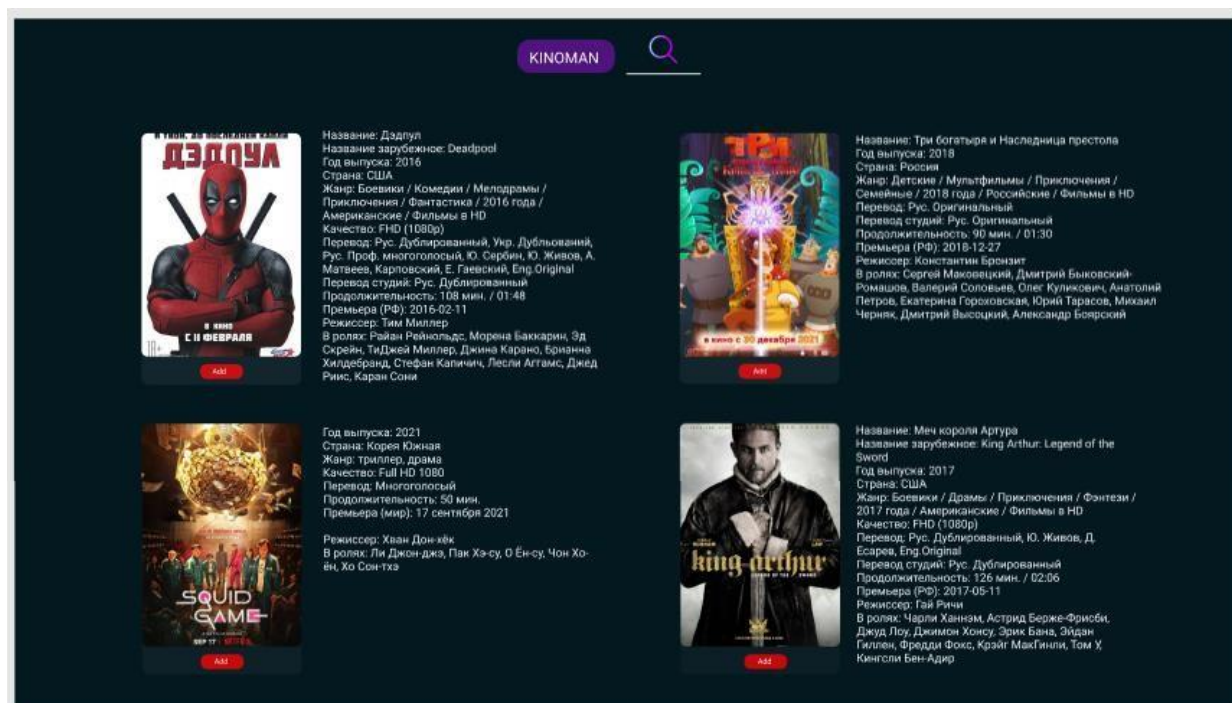 KINOMAN
ДЭДПУЛ
В КИНО
С 11 ФЕВРАЛЯ
18+
Add
Название: Дэдпул
Название зарубежное: Deadpool
Год выпуска: 2016
Страна: США
Жанр: Боевики / Комедии / Мелодрамы /
Приключения / Фантастика / 2016 года /
Американские / Фильмы в HD
Качество: FHD (1080p)
Перевод: Рус. Дублированный, Укр. Дубльований,
Рус. Проф. многоголосый, Ю. Сербин, Ю. Живов, А.
Матвеев, Карповский, Е. Гаевский, Eng.Original
Перевод студий: Рус. Дублированный
Продолжительность: 108 мин. / 01:48
Премьера (РФ): 2016-02-11
Режиссер: Тим Миллер
В ролях: Райан Рейнольдс, Морена Баккарин, Эд
Скрейн, ТиДжей Миллер, Джина Карано, Брианна
Хилдебранд, Стефан Капичич, Лесли Аггамс, Джед
Риис, Каран Сони
ТРИ
в кино с 30 декабря 2021
Add
Название: Три богатыря и Наследница престола
Год выпуска: 2018
Страна: Россия
Жанр: Детские / Мультфильмы / Приключения /
Семейные / 2018 года / Российские / Фильмы в HD
Перевод: Рус. Оригинальный
Перевод студий: Рус. Оригинальный
Продолжительность: 90 мин. / 01:30
Премьера (РФ): 2018-12-27
Режиссер: Константин Бронзит
В ролях: Сергей Маковецкий, Дмитрий Быковский-
Ромашов, Валерий Соловьев, Олег Куликович, Анатолий
Петров, Екатерина Гороховская, Юрий Тарасов, Михаил
Черняк, Дмитрий Высоцкий, Александр Боярский
SQUID
GAME
SEP 17 | NETFLIX
Add
Год выпуска: 2021
Страна: Корея Южная
Жанр: триллер, драма
Качество: Full HD 1080
Перевод: Многоголосый
Продолжительность: 50 мин.
Премьера (мир): 17 сентября 2021
Режиссер: Хван Дон-хёк
В ролях: Ли Джон-джэ, Пак Хэ-су, О Ён-су, Чон Хо-
ён, Хо Сон-тхэ
king arthur
LEGEND OF THE SWORD
Add
Название: Меч короля Артура
Название зарубежное: King Arthur: Legend of the
Sword
Год выпуска: 2017
Страна: США
Жанр: Боевики / Драмы / Приключения / Фэнтези /
2017 года / Американские / Фильмы в HD
Качество: FHD (1080p)
Перевод: Рус. Дублированный, Ю. Живов, Д.
Есарев, Eng.Original
Перевод студий: Рус. Дублированный
Продолжительность: 126 мин. / 02:06
Премьера (РФ): 2017-05-11
Режиссер: Гай Ричи
В ролях: Чарли Ханнэм, Астрид Берже-Фрисби,
Джуд Лоу, Джимон Хонсу, Эрик Бана, Эйдан
Гиллен, Фредди Фокс, Крэйг МакГинли, Том У,
Кингсли Бен-Адир